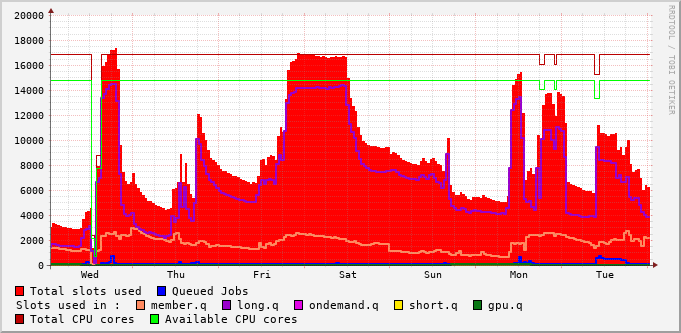 20000
18000
16000
14000
12000
10000
8000
6000
4000
2000
0
Wed Thu Fri Sat Sun Mon Tue
RRDTOOL / TOBI OETIKER
Total slots used Queued Jobs
Slots used in : member.q long.q ondemand.q short.q gpu.q
Total CPU cores Available CPU cores